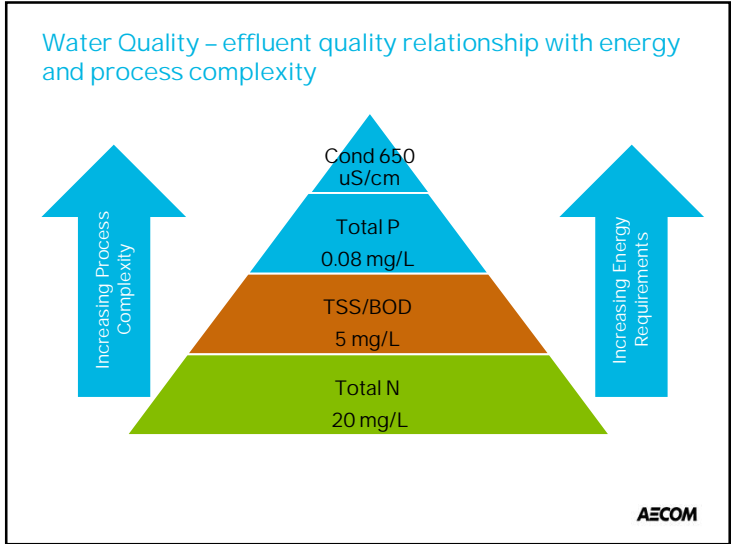 Water Quality – effluent quality relationship with energy
and process complexity
Increasing Process
Complexity
Cond 650
uS/cm
Total P
0.08 mg/L
TSS/BOD
5 mg/L
Total N
20 mg/L
Increasing Energy
Requirements
AECOM